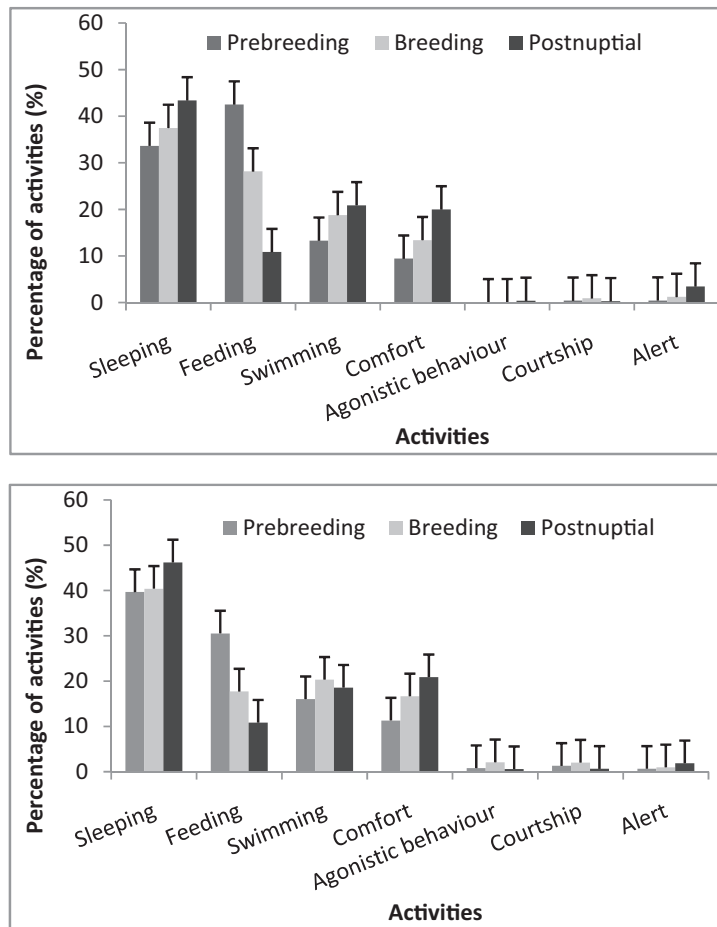 60
Prebreeding Breeding Postnuptial
50
40
30
20
10
0
Percentage of activities (%)
Sleeping
Feeding
Swimming
Comfort
Agonistic behaviour
Courtship
Alert
Activities
60
Prebreeding Breeding Postnuptial
50
40
30
20
10
0
Percentage of activities (%)
Sleeping
Feeding
Swimming
Comfort
Agonistic behaviour
Courtship
Alert
Activities